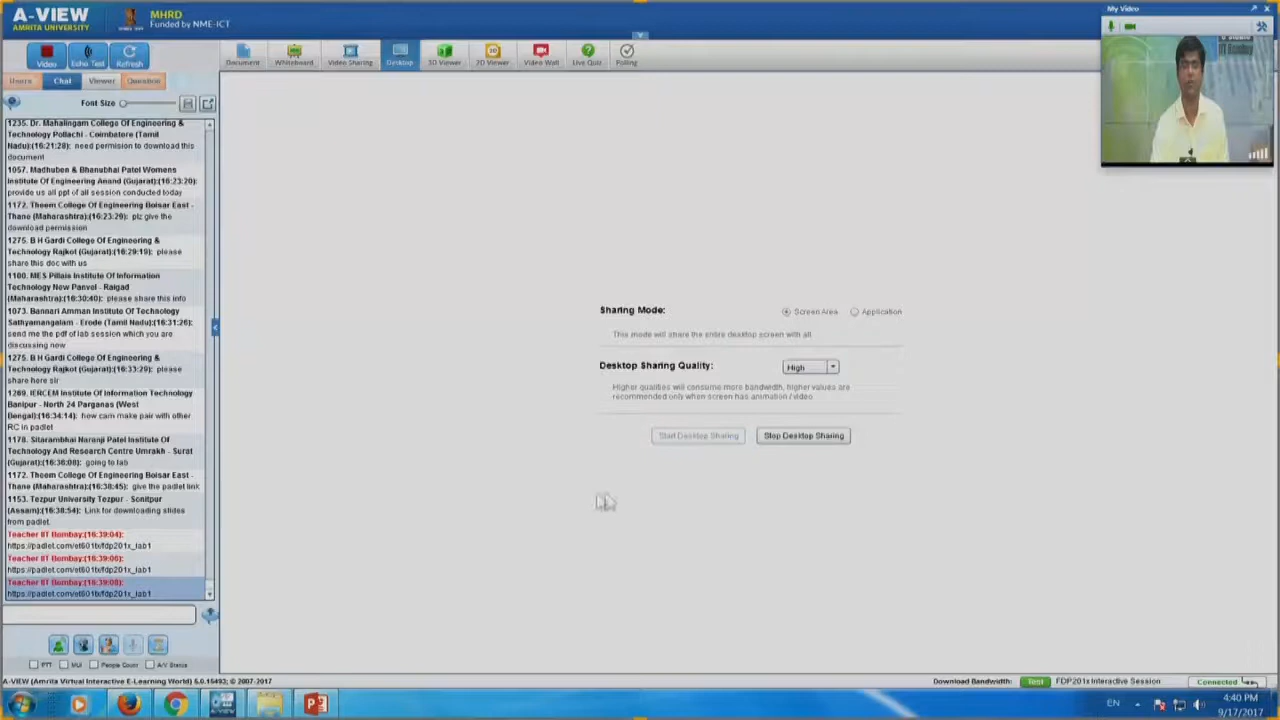 A-VIEW
AMRITA UNIVERSITY
MHRD
Funded by NME-ICT
My Video
Video
Echo Test
Refresh
Document
Whiteboard
Video Sharing
Desktop
3D Viewer
2D Viewer
Video Wall
Live Quiz
Polling
Users
Chat
Viewer
Question
IIT Bombay
Font Size
1235. Dr. Mahalingam College Of Engineering &
Technology Pollachi - Coimbatore (Tamil
Nadu):(16:21:28): need permision to download this
document
1057. Madhuben & Bhanubhai Patel Womens
Institute Of Engineering Anand (Gujarat):(16:23:20):
provide us all ppt of all session conducted today
1172. Theem College Of Engineering Boisar East -
Thane (Maharashtra):(16:23:29): plz give the
download permission
1275. B H Gardi College Of Engineering &
Technology Rajkot (Gujarat):(16:29:19): please
share this doc with us
1100. MES Pillais Institute Of Information
Technology New Panvel - Raigad
(Maharashtra):(16:30:40): please share this info
1073. Bannari Amman Institute Of Technology
Sathyamangalam - Erode (Tamil Nadu):(16:31:26):
send me the pdf of lab session which you are
discussing now
1275. B H Gardi College Of Engineering &
Technology Rajkot (Gujarat):(16:33:29): please
share here sir
1269. IERCEM Institute Of Information Technology
Banipur - North 24 Parganas (West
Bengal):(16:34:14): how cam make pair with other
RC in padlet
1178. Sitarambhai Naranji Patel Institute Of
Technology And Research Centre Umrakh - Surat
(Gujarat):(16:36:08): going to lab
1172. Theem College Of Engineering Boisar East -
Thane (Maharashtra):(16:38:45): give the padlet link
1153. Tezpur University Tezpur - Sonitpur
(Assam):(16:38:54): Link for downloading slides
from padlet.
Teacher IIT Bombay:(16:39:04):
https://padlet.com/et601tx/fdp201x_lab1
Teacher IIT Bombay:(16:39:06):
https://padlet.com/et601tx/fdp201x_lab1
Teacher IIT Bombay:(16:39:08):
https://padlet.com/et601tx/fdp201x_lab1
Sharing Mode:
Screen Area
Application
This mode will share the entire desktop screen with all
Desktop Sharing Quality:
High
Higher qualities will consume more bandwidth, higher values are
recommended only when screen has animation / video
Start Desktop Sharing
Stop Desktop Sharing
PTT
MUI
People Count
A/V Status
A-VIEW (Amrita Virtual Interactive E-Learning World) 5.0.15493; © 2007-2017
Download Bandwidth:
Test
FDP201x Interactive Session
Connected
EN
4:40 PM
9/17/2017